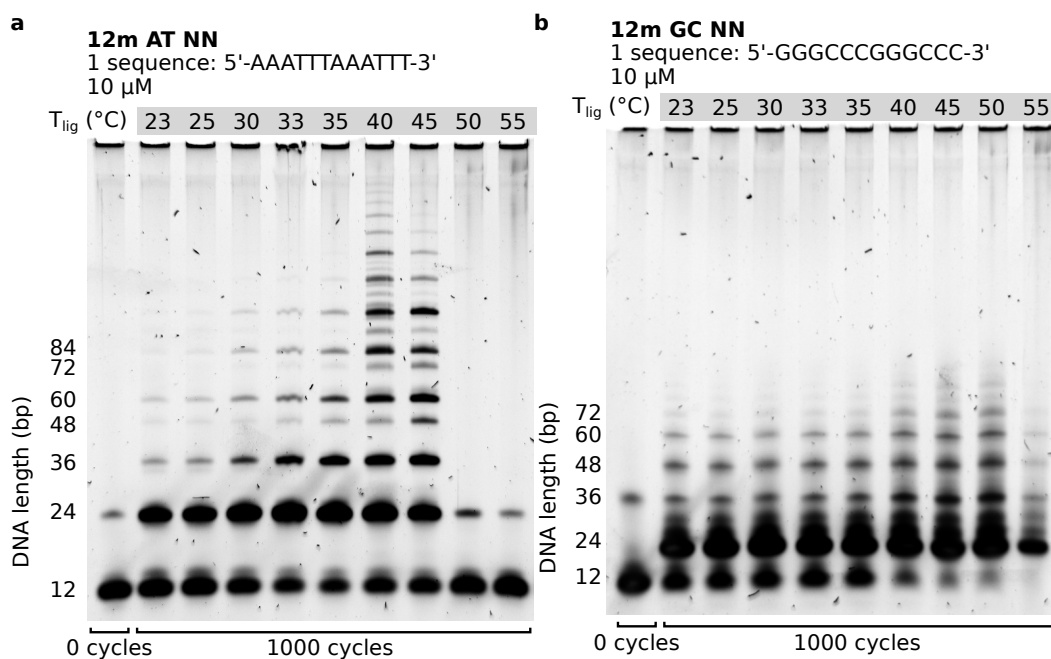 a
12m AT NN
1 sequence: 5'-AAATTTAAATTT-3'
10 μM
T_lig (°C) 23 25 30 33 35 40 45 50 55
84
72
60
48
36
24
12
DNA length (bp)
0 cycles 1000 cycles
b
12m GC NN
1 sequence: 5'-GGGCCCGGGCCC-3'
10 μM
T_lig (°C) 23 25 30 33 35 40 45 50 55
72
60
48
36
24
12
DNA length (bp)
0 cycles 1000 cycles